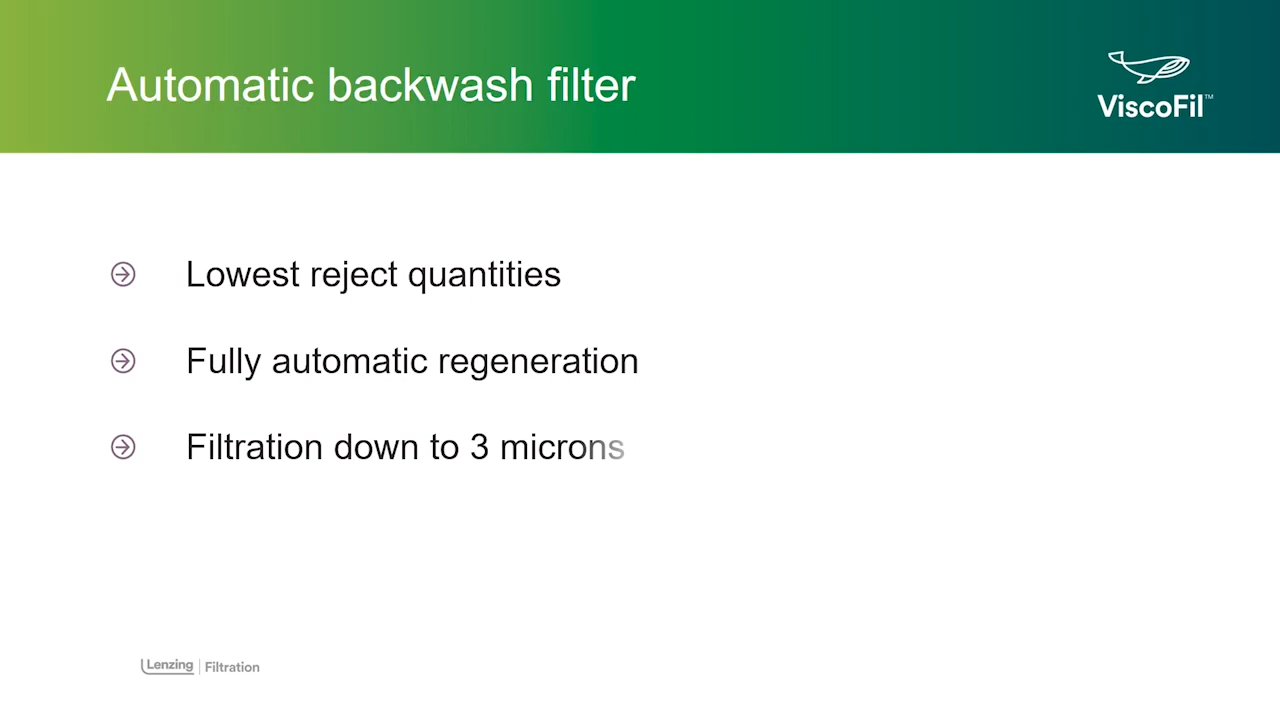 Automatic backwash filter
ViscoFil™
Lowest reject quantities
Fully automatic regeneration
Filtration down to 3 microns
Lenzing | Filtration